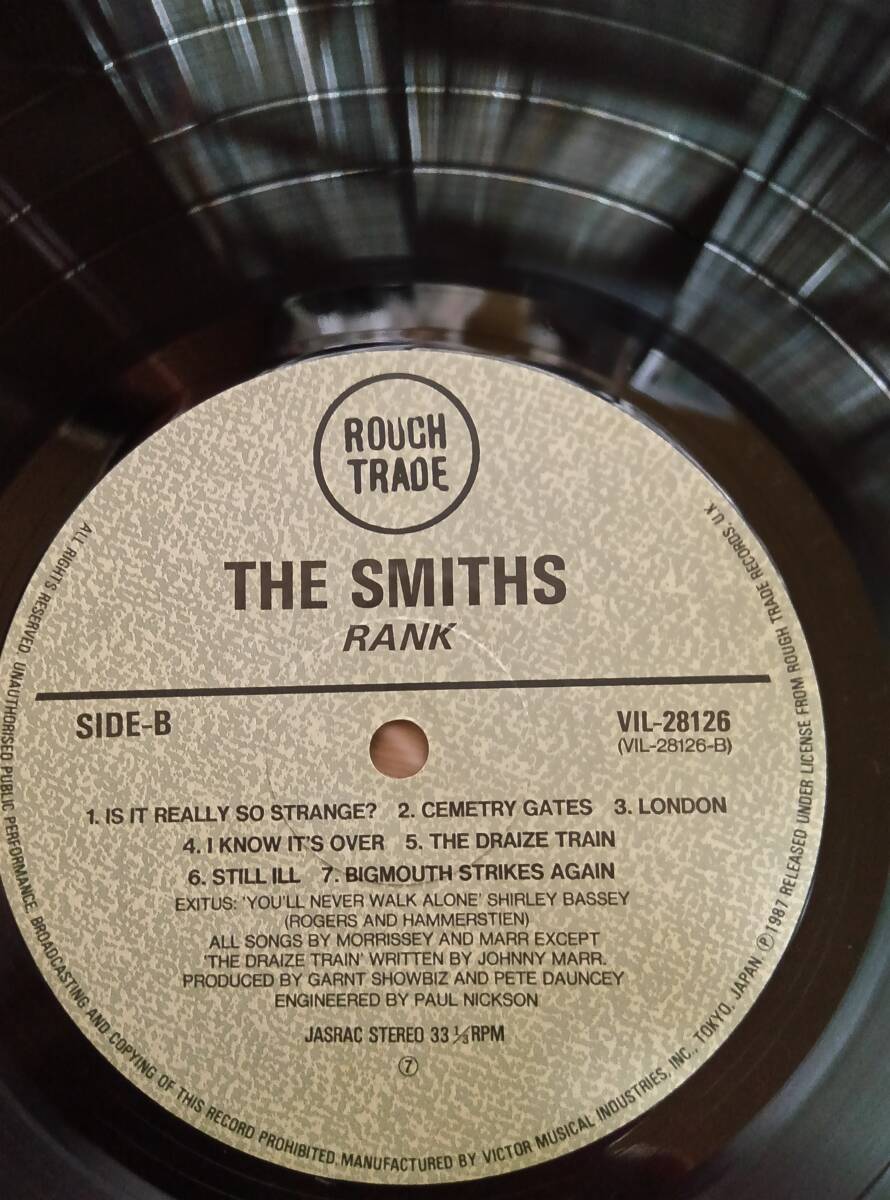 ROUGH
TRADE
THE SMITHS
RANK
SIDE-B
VIL-28126
(VIL-28126-B)
1. IS IT REALLY SO STRANGE? 2. CEMETRY GATES 3. LONDON
4. I KNOW IT'S OVER 5. THE DRAIZE TRAIN
6. STILL ILL 7. BIGMOUTH STRIKES AGAIN
EXITUS: 'YOU'LL NEVER WALK ALONE' SHIRLEY BASSEY
(ROGERS AND HAMMERSTIEN)
ALL SONGS BY MORRISSEY AND MARR EXCEPT
'THE DRAIZE TRAIN' WRITTEN BY JOHNNY MARR.
PRODUCED BY GARNT SHOWBIZ AND PETE DAUNCEY
ENGINEERED BY PAUL NICKSON
JASRAC STEREO 33 ⅓RPM
⑦
ALL RIGHTS RESERVED. UNAUTHORISED PUBLIC PERFORMANCE, BROADCASTING AND COPYING OF THIS RECORD PROHIBITED. MANUFACTURED BY VICTOR MUSICAL INDUSTRIES, INC., TOKYO, JAPAN ℗1987 RELEASED UNDER LICENSE FROM ROUGH TRADE RECORDS, U.K